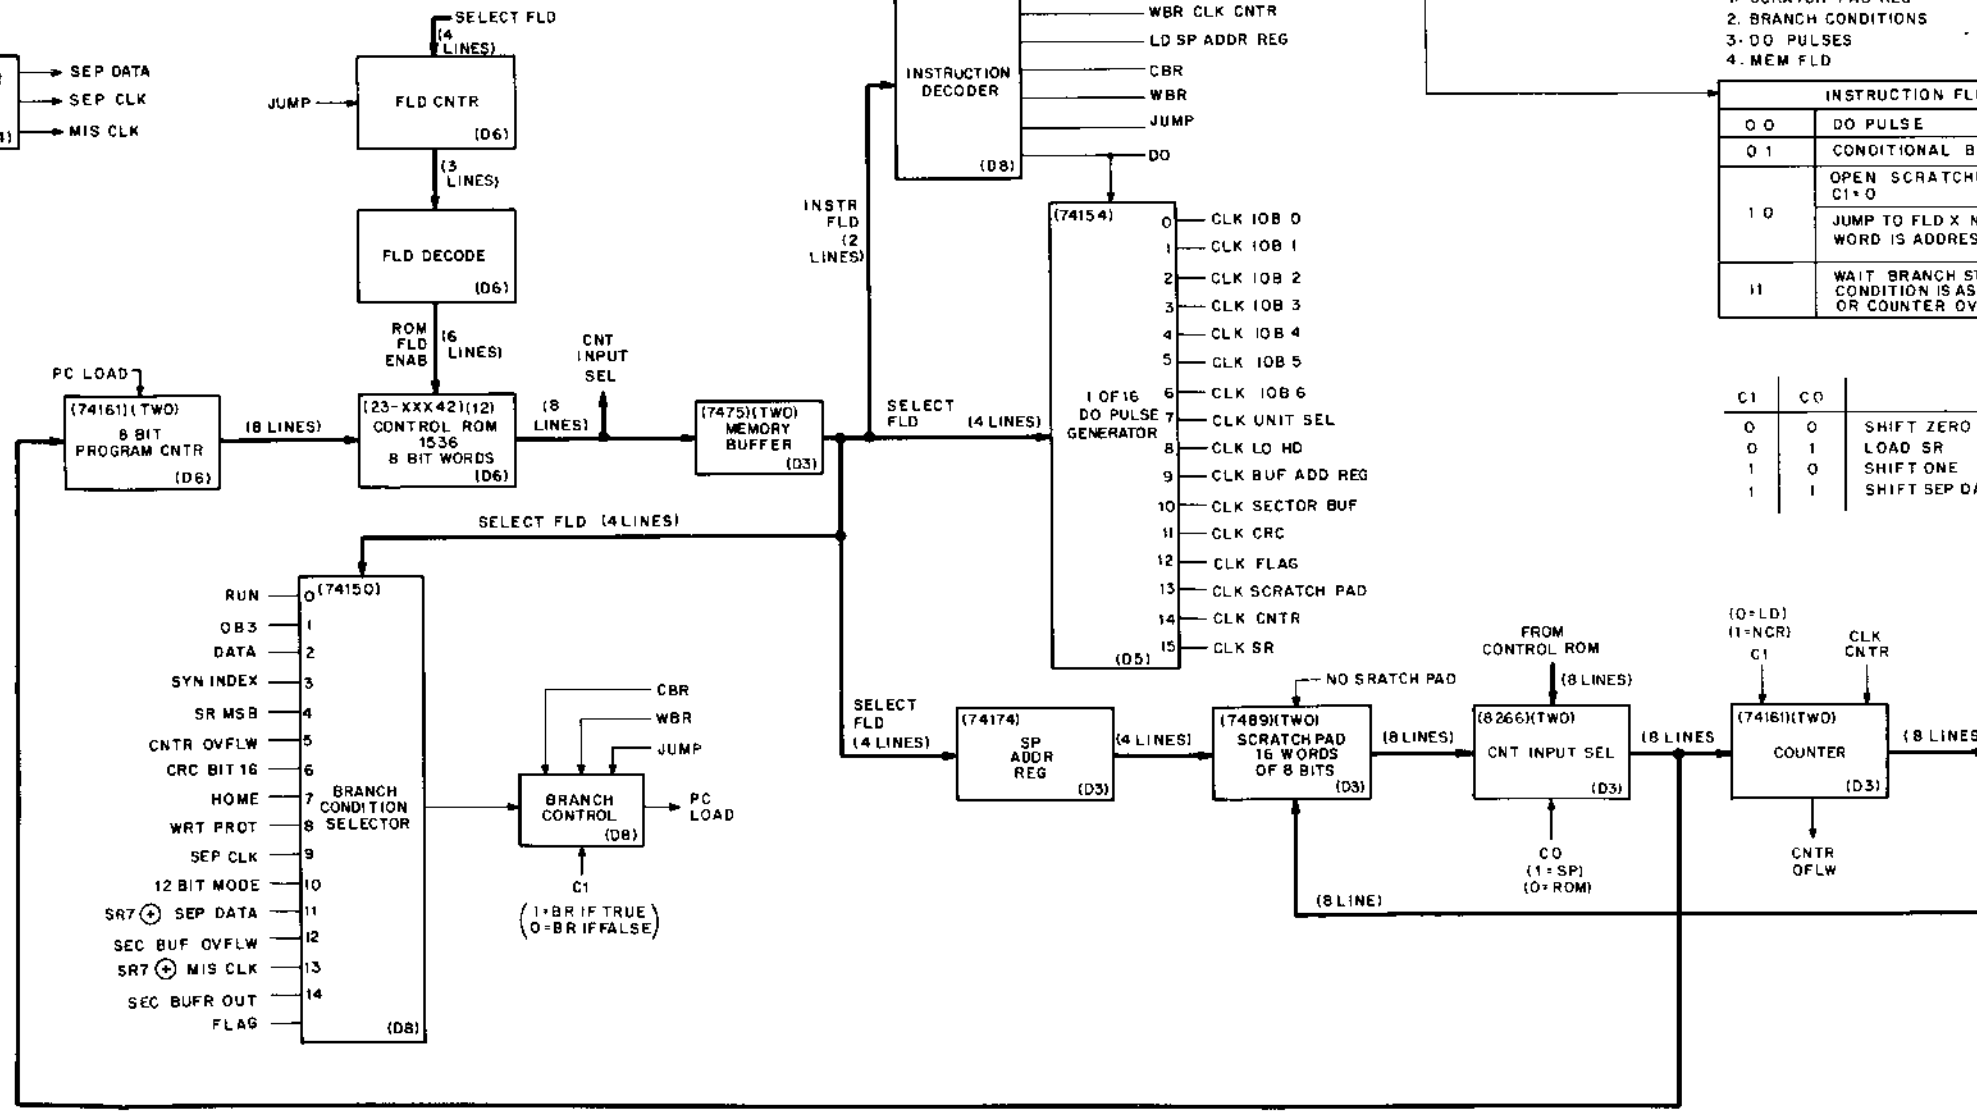 SELECT FLD
(4
LINES)
SEP DATA
SEP CLK
MIS CLK
JUMP
FLD CNTR
(D6)
(3
LINES)
FLD DECODE
(D6)
ROM
FLD
ENAB
(6
LINES)
PC LOAD
(74161)(TWO)
8 BIT
PROGRAM CNTR
(D6)
(8 LINES)
(23-XXX42)(12)
CONTROL ROM
1536
8 BIT WORDS
(D6)
(8
LINES)
CNT
INPUT
SEL
(7475)(TWO)
MEMORY
BUFFER
(D3)
INSTR
FLD
(2
LINES)
INSTRUCTION
DECODER
(D8)
WBR CLK CNTR
LD SP ADDR REG
CBR
WBR
JUMP
DO
SELECT
FLD
(4 LINES)
(74154)
1 OF 16
DO PULSE
GENERATOR
(D5)
0 CLK IOB 0
1 CLK IOB 1
2 CLK IOB 2
3 CLK IOB 3
4 CLK IOB 4
5 CLK IOB 5
6 CLK IOB 6
7 CLK UNIT SEL
8 CLK LO HD
9 CLK BUF ADD REG
10 CLK SECTOR BUF
11 CLK CRC
12 CLK FLAG
13 CLK SCRATCH PAD
14 CLK CNTR
15 CLK SR
2. BRANCH CONDITIONS
3. DO PULSES
4. MEM FLD
INSTRUCTION
0 0 DO PULSE
0 1 CONDITIONAL
1 0 OPEN
C1=0
JUMP TO FLD X
WORD IS
11 WAIT BRANCH
CONDITION IS
OR COUNTER
C1 C0
0 0 SHIFT ZERO
0 1 LOAD SR
1 0 SHIFT ONE
1 1 SHIFT SEP
SELECT FLD (4 LINES)
(74150)
BRANCH
CONDITION
SELECTOR
(D8)
RUN 0
OB3 1
DATA 2
SYN INDEX 3
SR MSB 4
CNTR OVFLW 5
CRC BIT 16 6
HOME 7
WRT PROT 8
SEP CLK 9
12 BIT MODE 10
SR7 ⊕ SEP DATA 11
SEC BUF OVFLW 12
SR7 ⊕ MIS CLK 13
SEC BUFR OUT 14
FLAG
CBR
WBR
JUMP
BRANCH
CONTROL
(D8)
PC
LOAD
C1
(1=BR IF TRUE)
(0=BR IF FALSE)
SELECT
FLD
(4 LINES)
(74174)
SP
ADDR
REG
(D3)
(4 LINES)
NO SRATCH PAD
(7489)(TWO)
SCRATCH PAD
16 WORDS
OF 8 BITS
(D3)
(8 LINES)
(8 LINE)
FROM
CONTROL ROM
(8 LINES)
(8266)(TWO)
CNT INPUT SEL
(D3)
C0
(1=SP)
(0=ROM)
(8 LINES
(0=LD)
(1=NCR)
C1
CLK
CNTR
(74161)(TWO)
COUNTER
(D3)
CNTR
OFLW
(8 LINES